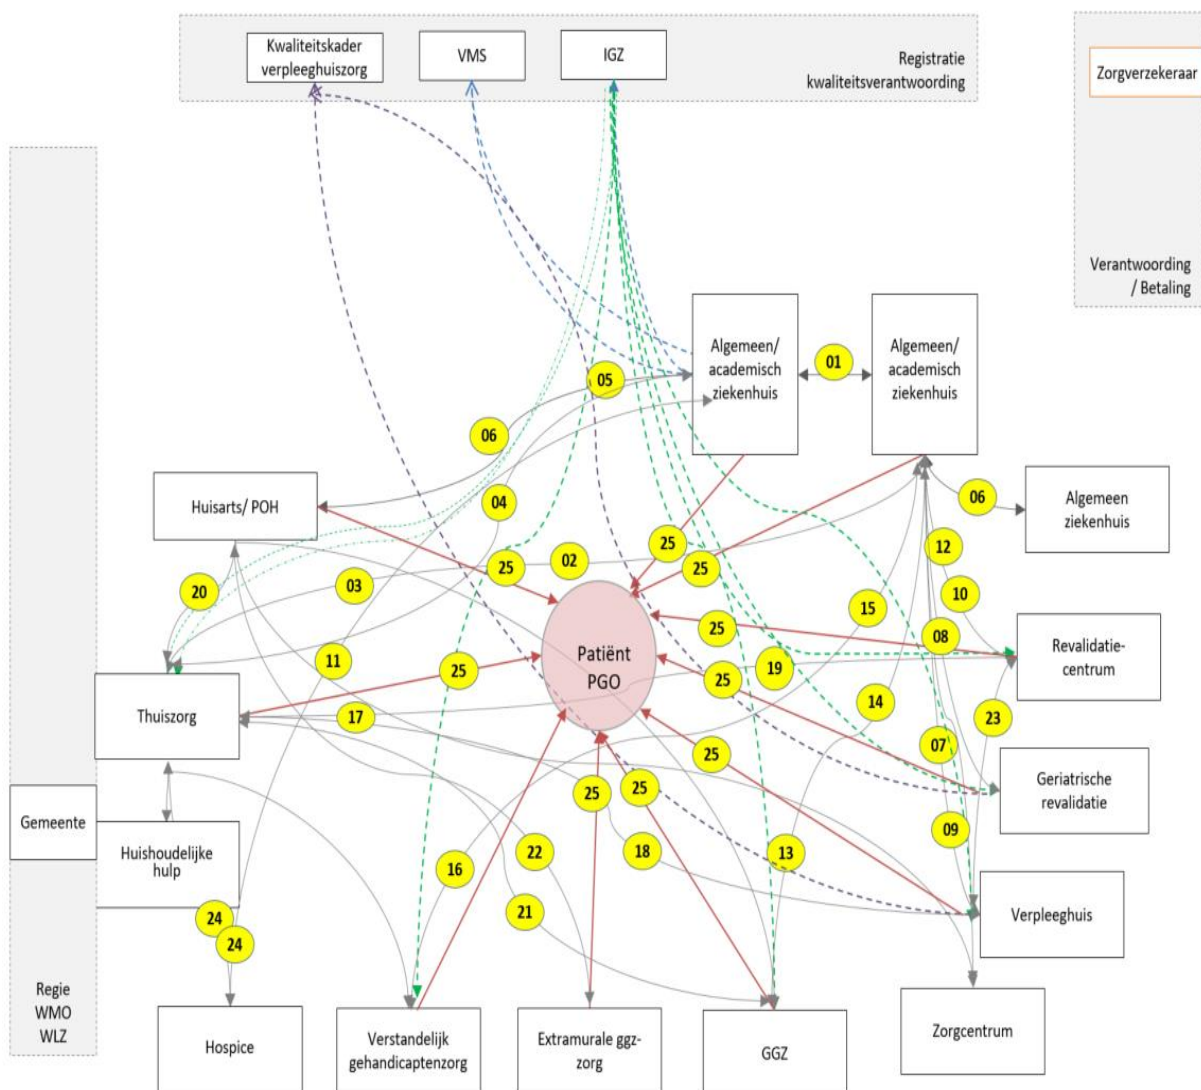 Kwaliteitskader
verpleeghuiszorg
VMS
IGZ
Registratie
kwaliteitsverantwoording
Zorgverzekeraar
Verantwoording
/ Betaling
Algemeen/
academisch
ziekenhuis
01
Algemeen/
academisch
ziekenhuis
05
06
Huisarts/ POH
04
06
Algemeen
ziekenhuis
02
25
25
25
12
20
03
10
15
25
08
Revalidatie-
centrum
Patiënt
PGO
11
25
19
25
14
23
Thuiszorg
17
25
07
Geriatrische
revalidatie
25
25
Gemeente
09
Huishoudelijke
hulp
16
22
18
13
24
24
21
Verpleeghuis
Regie
WMO
WLZ
Hospice
Verstandelijk
gehandicaptenzorg
Extramurale ggz-
zorg
GGZ
Zorgcentrum